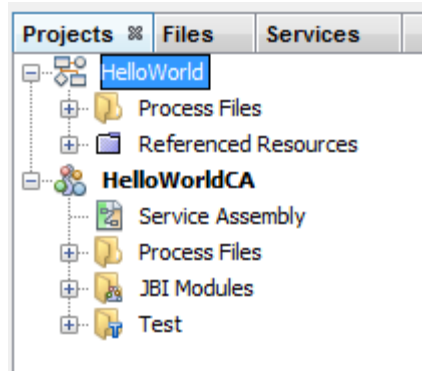 Projects Files Services
HelloWorld
Process Files
Referenced Resources
HelloWorldCA
Service Assembly
Process Files
JBI Modules
Test